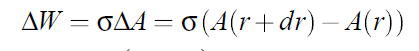 ΔW = σΔA = σ(A(r + dr) – A(r))